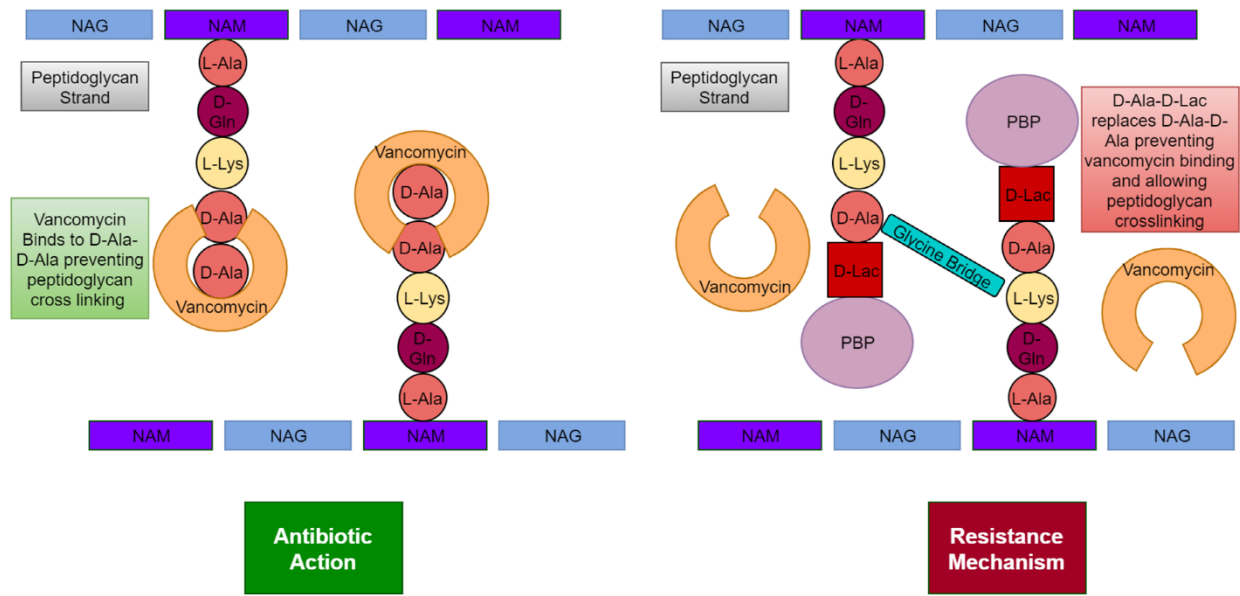 NAG
NAM
NAG
NAM
Peptidoglycan
Strand
L-Ala
D-
Gln
L-Lys
D-Ala
D-Ala
Vancomycin
Vancomycin
Binds to D-Ala-
D-Ala preventing
peptidoglycan
cross linking
Vancomycin
D-Ala
D-Ala
L-Lys
D-
Gln
L-Ala
NAM
NAG
NAM
NAG
Antibiotic
Action
NAG
NAM
NAG
NAM
Peptidoglycan
Strand
L-Ala
D-
Gln
L-Lys
D-Ala
D-Lac
PBP
Vancomycin
Glycine Bridge
PBP
D-Lac
D-Ala
L-Lys
D-
Gln
L-Ala
D-Ala-D-Lac
replaces D-Ala-D-
Ala preventing
vancomycin binding
and allowing
peptidoglycan
crosslinking
Vancomycin
NAM
NAG
NAM
NAG
Resistance
Mechanism